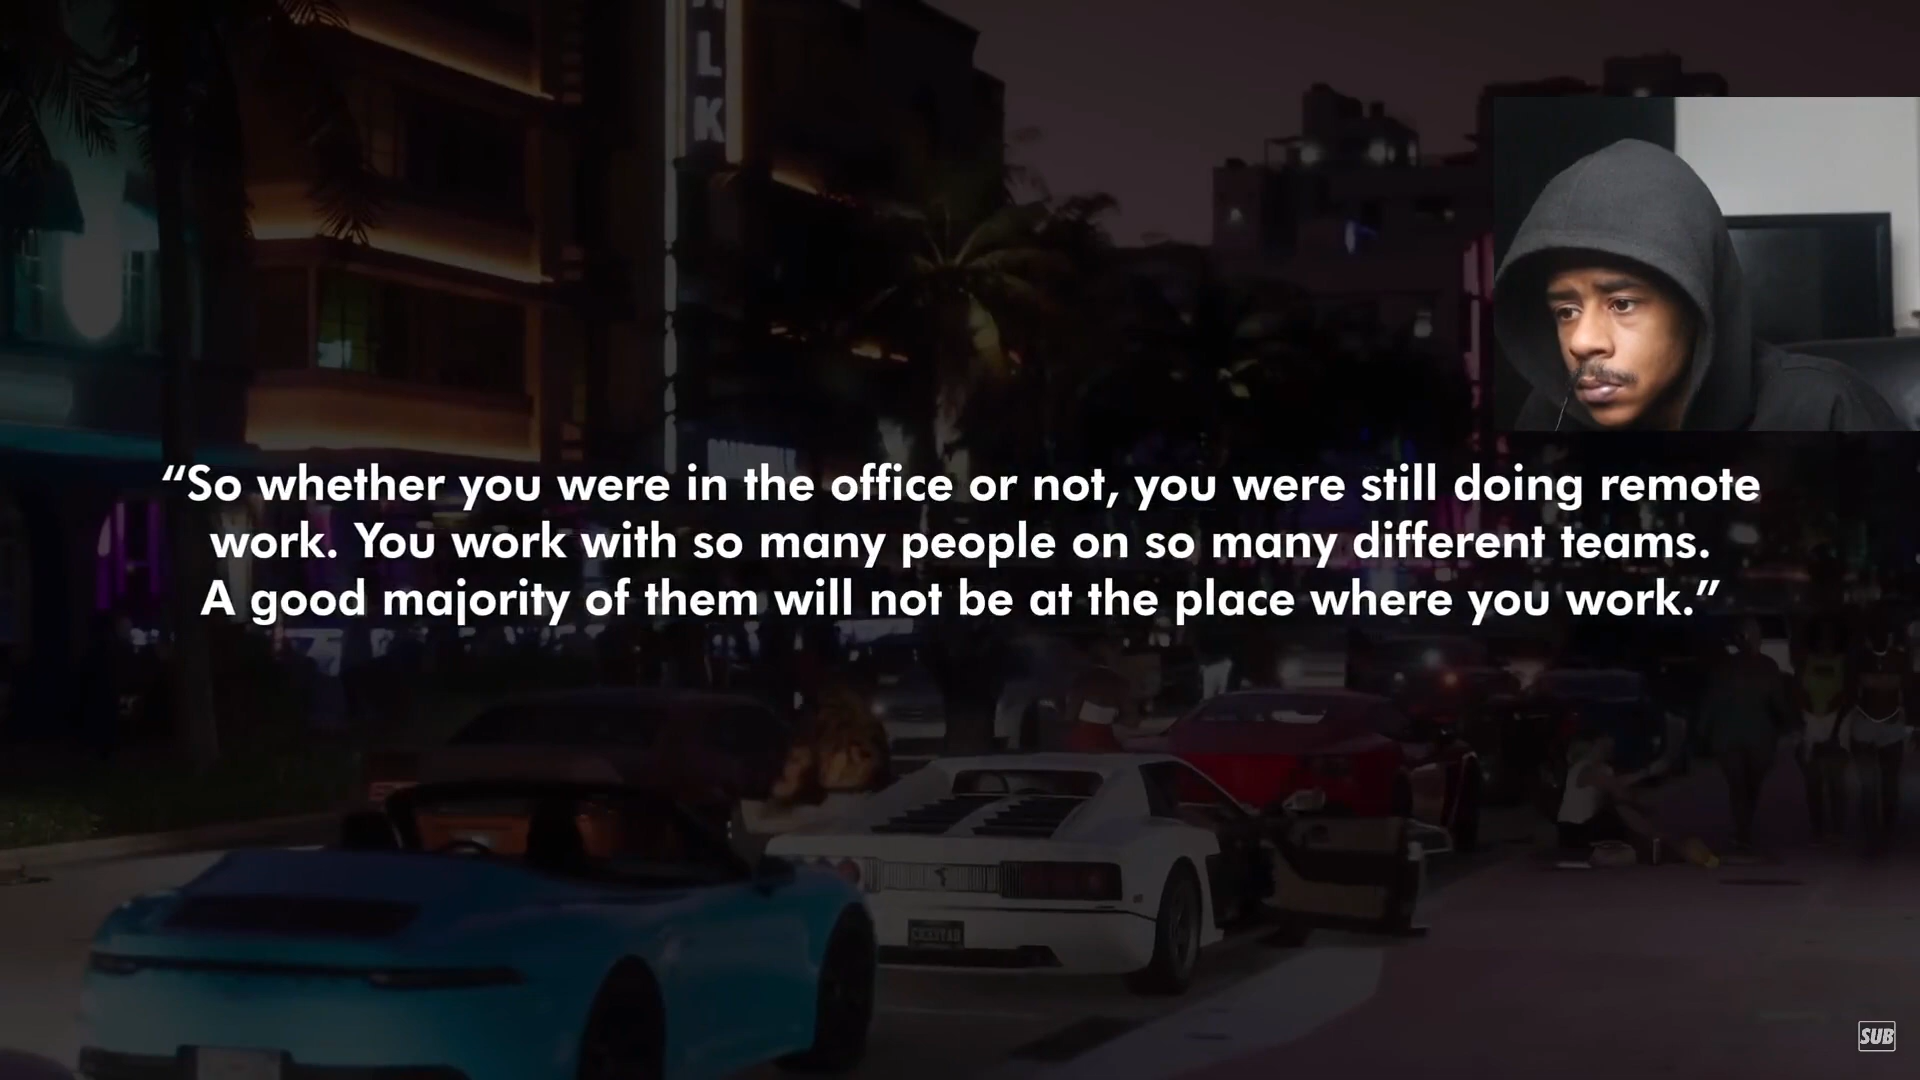 LK
“So whether you were in the office or not, you were still doing remote
work. You work with so many people on so many different teams.
A good majority of them will not be at the place where you work.”
SUB